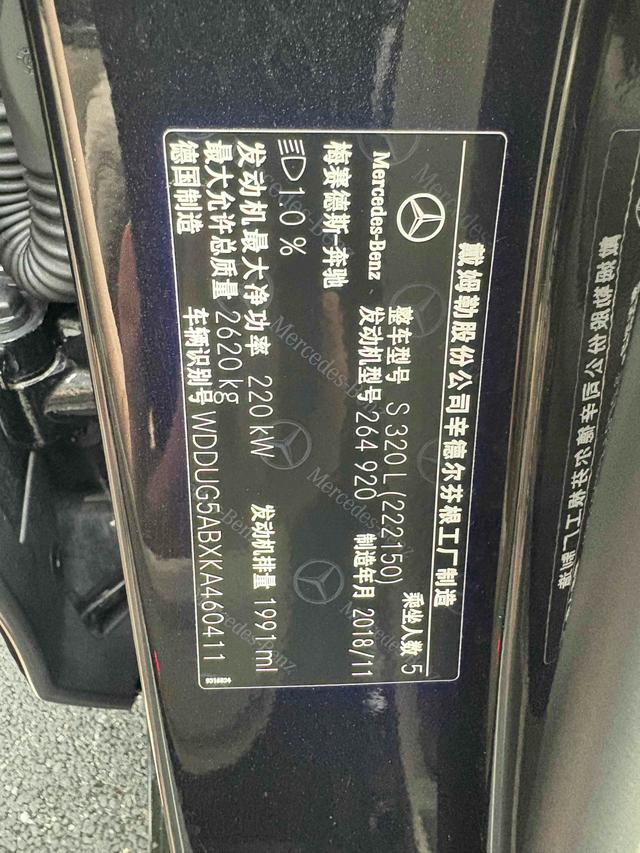 戴姆勒股份公司辛德尔芬根工厂制造
Mercedes-Benz
梅赛德斯-奔驰
整车型号 S 320 L (222150)
乘坐人数 5
发动机型号 264 920
制造年月 2018/11
10 %
发动机最大净功率 220 kW
发动机排量 1991 ml
最大允许总质量 2620 kg
德国制造
车辆识别号 WDDUG5ABXKA460411